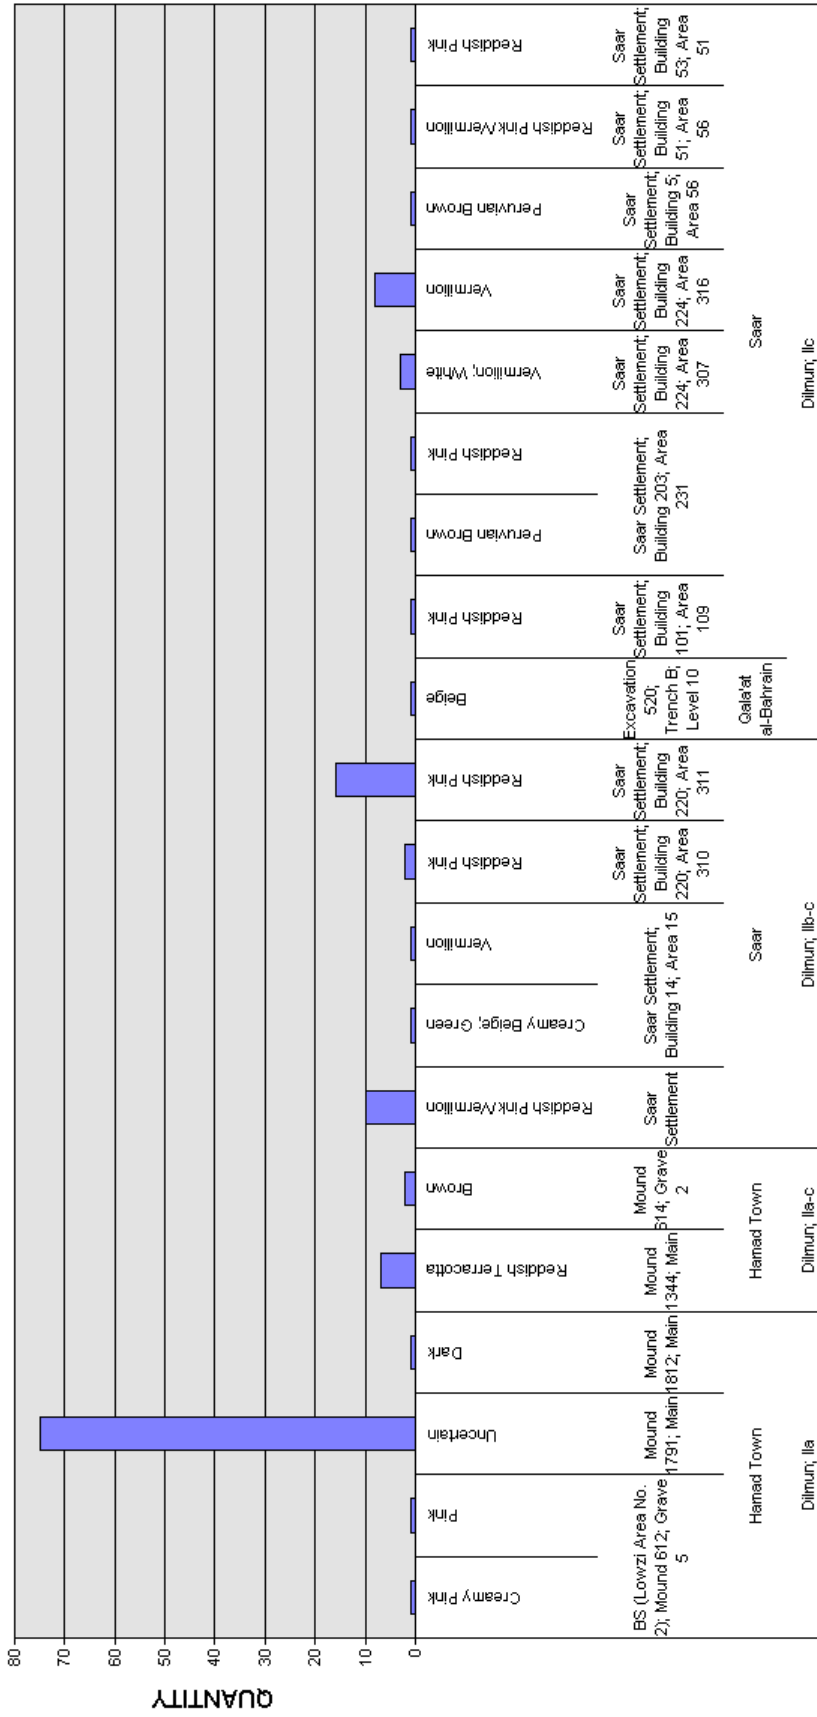 QUANTITY
80
70
60
50
40
30
20
10
0
Creamy Pink
Pink
Uncertain
Dark
Reddish Terracotta
Brown
Reddish Pink/Vermilion
Creamy Beige; Green
Vermilion
Reddish Pink
Reddish Pink
Beige
Reddish Pink
Peruvian Brown
Reddish Pink
Vermilion; White
Vermilion
Peruvian Brown
Reddish Pink/Vermilion
Reddish Pink
BS (Lowzi Area No.
2); Mound 612; Grave
5
Mound
1791; Main
Mound
1812; Main
Mound
1344; Main
Mound
614; Grave
2
Saar
Settlement
Saar Settlement;
Building 14; Area 15
Saar
Settlement;
Building
220; Area
310
Saar
Settlement;
Building
220; Area
311
Excavation
520;
Trench B;
Level 10
Saar
Settlement;
Building
101; Area
109
Saar Settlement;
Building 203; Area
231
Saar
Settlement;
Building
224; Area
307
Saar
Settlement;
Building
224; Area
316
Saar
Settlement;
Building 5;
Area 56
Saar
Settlement;
Building
51; Area
56
Saar
Settlement;
Building
53; Area
51
Hamad Town
Hamad Town
Saar
Qala'at
al-Bahrain
Saar
Dilmun; IIa
Dilmun; IIa-c
Dilmun; IIb-c
Dilmun; IIc